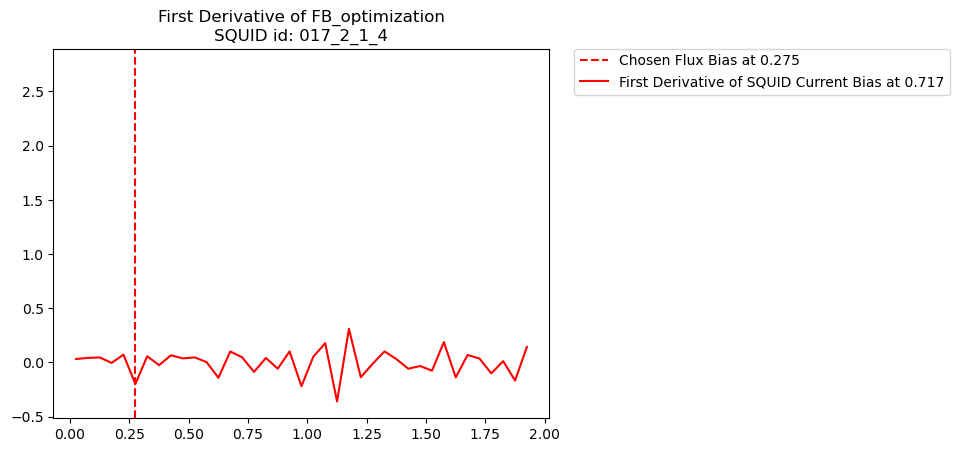 First Derivative of FB_optimization
SQUID id: 017_2_1_4
Chosen Flux Bias at 0.275
First Derivative of SQUID Current Bias at 0.717
2.5
2.0
1.5
1.0
0.5
0.0
−0.5
0.00 0.25 0.50 0.75 1.00 1.25 1.50 1.75 2.00